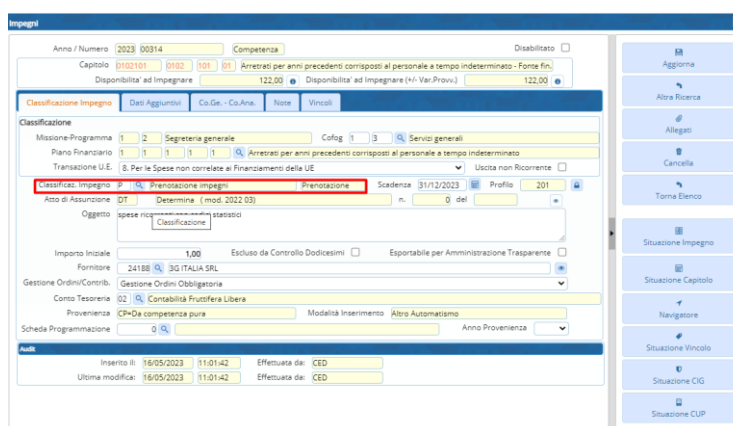 Impegni
Anno / Numero 2023 00314 Competenza Disabilitato
Capitolo 0102101 0102 101 01 Arretrati per anni precedenti corrisposti al personale a tempo indeterminato - Fonte fin.
Disponibilita' ad Impegnare 122,00 Disponibilita' ad Impegnare (+/- Var.Provv.) 122,00
Classificazione Impegno Dati Aggiuntivi Co.Ge. - Co.Ana. Note Vincoli
Classificazione
Missione-Programma 1 2 Segreteria generale Cofog 1 3 Servizi generali
Piano Finanziario 1 1 1 1 1 Arretrati per anni precedenti corrisposti al personale a tempo indeterminato
Transazione U.E. 8. Per le Spese non correlate ai Finanziamenti della UE Uscita non Ricorrente
Classificaz. Impegno P Prenotazione impegni Prenotazione Scadenza 31/12/2023 Profilo 201
Atto di Assunzione DT Determina ( mod. 2022 03) n. 0 del
Oggetto spese statistici
Classificazione
Importo Iniziale 1,00 Escluso da Controllo Dodicesimi Esportabile per Amministrazione Trasparente
Fornitore 24188 3G ITALIA SRL
Gestione Ordini/Contrib. Gestione Ordini Obbligatoria
Conto Tesoreria 02 Contabilità Fruttifera Libera
Provenienza CP=Da competenza pura Modalità Inserimento Altro Automatismo
Scheda Programmazione 0 Anno Provenienza
Audit
Inserito il: 16/05/2023 11:01:42 Effettuata da: CED
Ultima modifica: 16/05/2023 11:01:42 Effettuata da: CED
Aggiorna
Altra Ricerca
Allegati
Cancella
Torna Elenco
Situazione Impegno
Situazione Capitolo
Navigatore
Situazione Vincolo
Situazione CIG
Situazione CUP